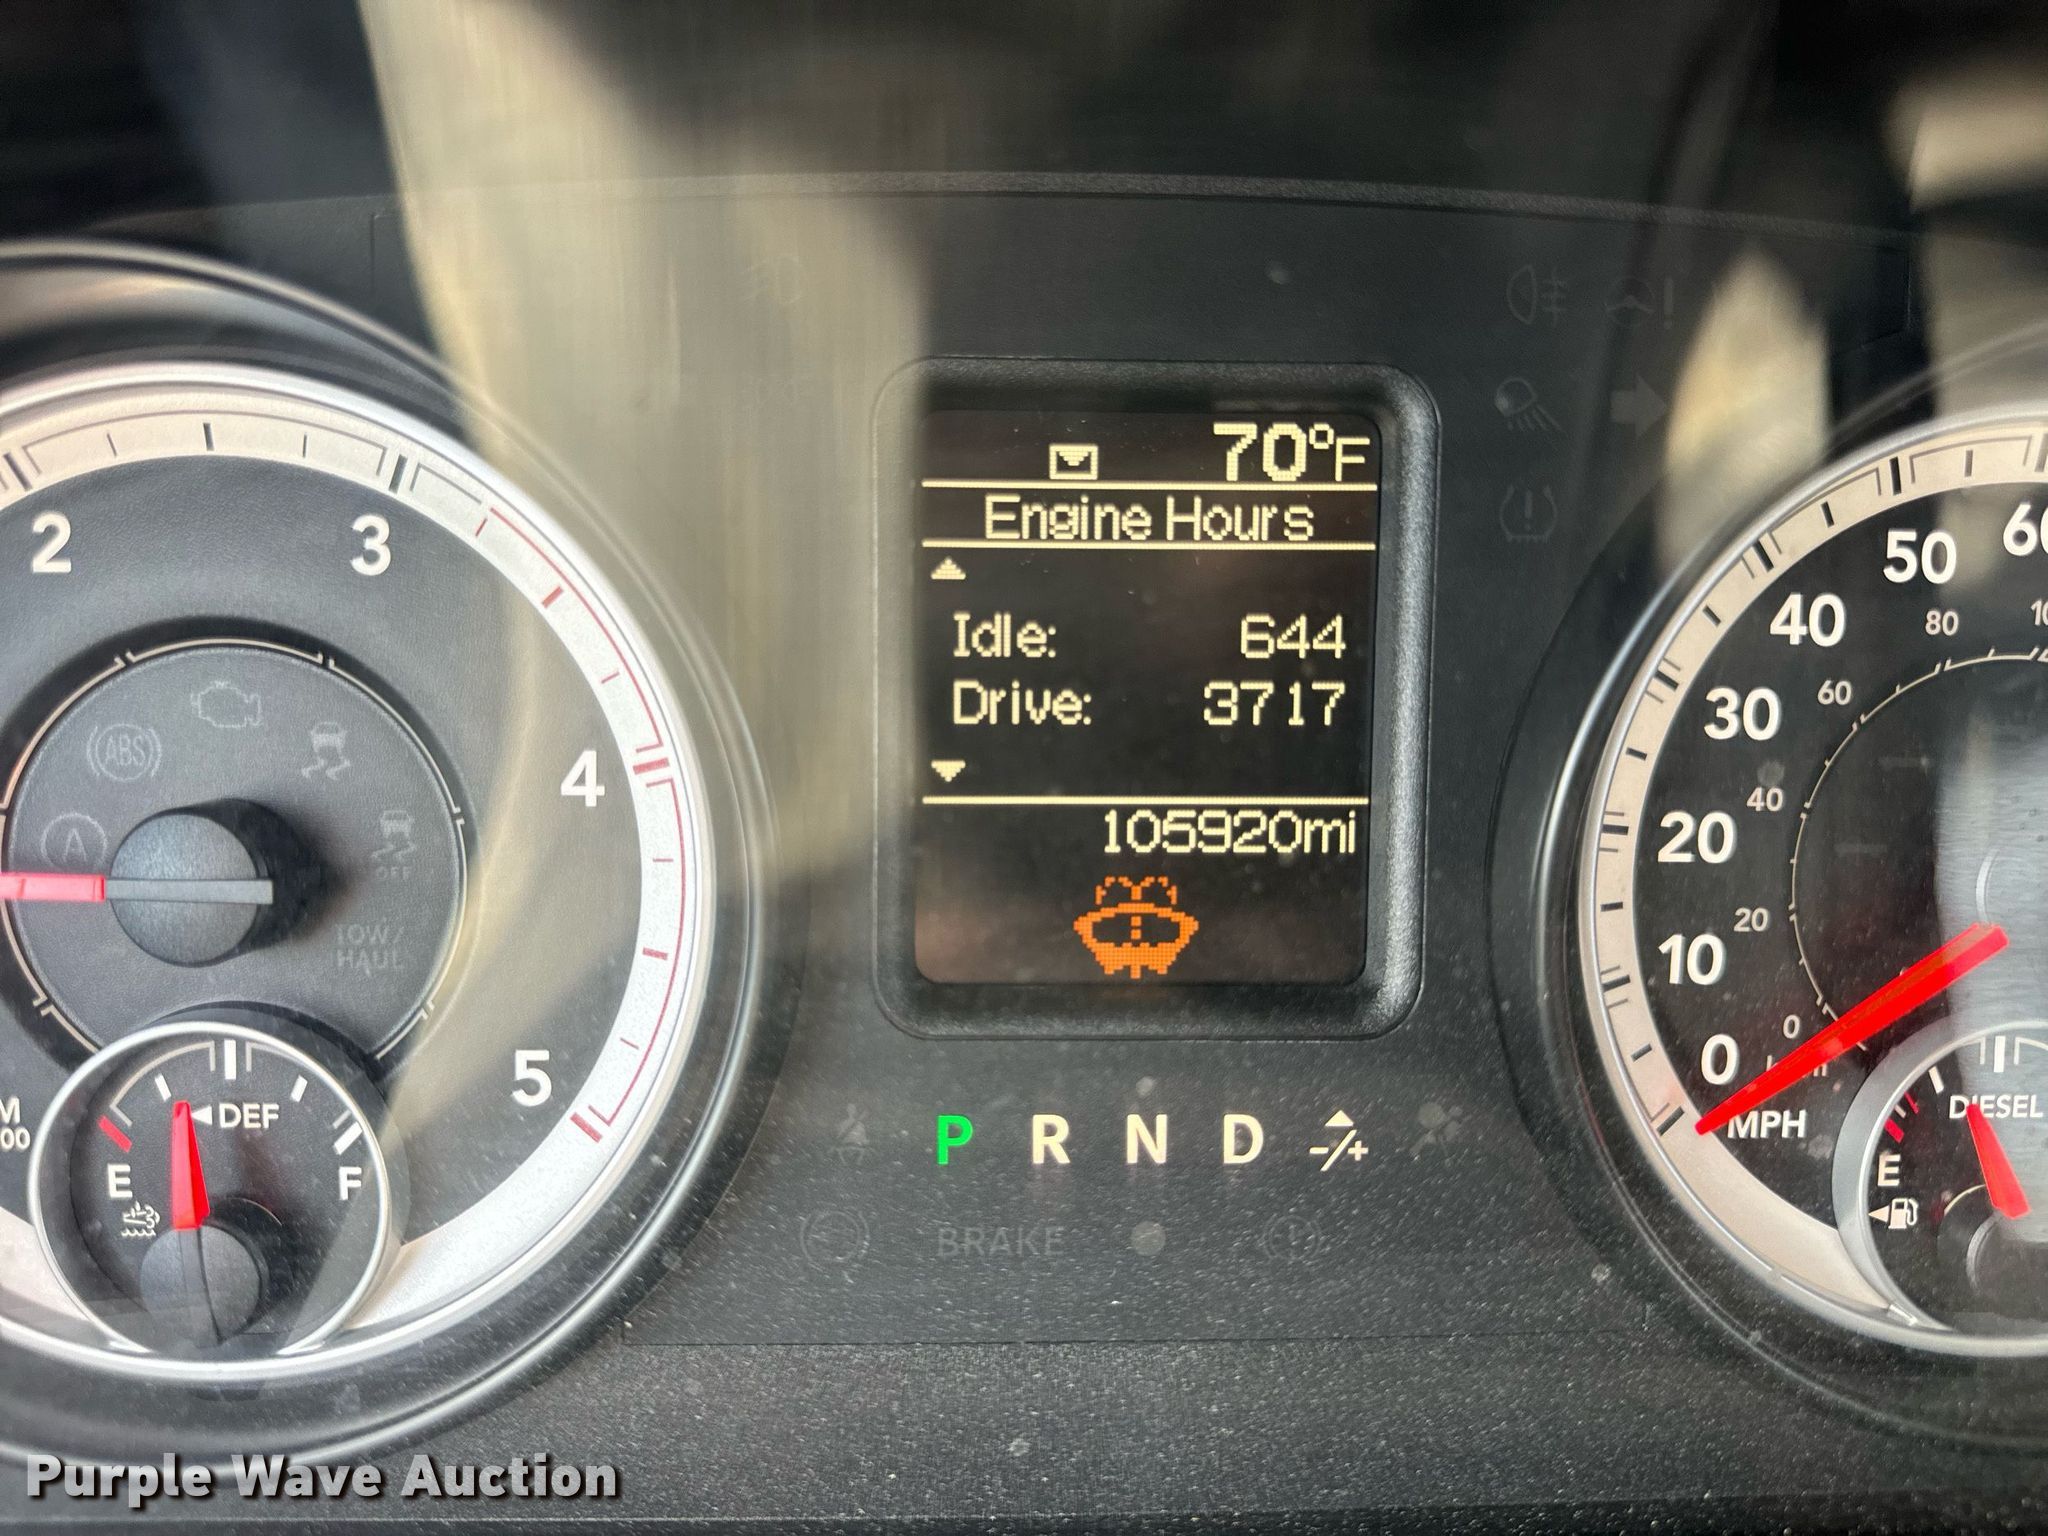 70°F
Engine Hours
Idle: 644
Drive: 3717
105920mi
P R N D -/+
BRAKE
2
3
4
5
ABS
A
OFF
TOW/
HAUL
DEF
E
F
0
10
20
30
40
50
0
20
40
60
80
MPH
DIESEL
E
Purple Wave Auction